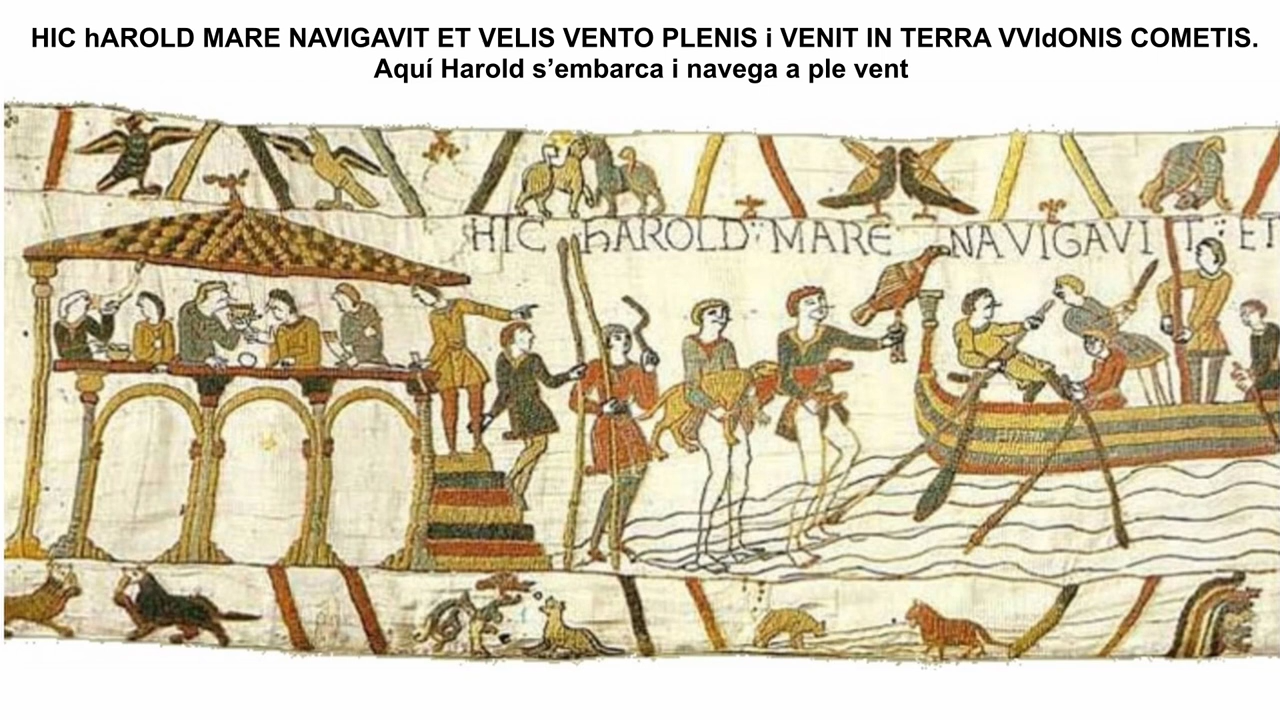 HIC hAROLD MARE NAVIGAVIT ET VELIS VENTO PLENIS i VENIT IN TERRA VVIdONIS COMETIS.
Aquí Harold s’embarca i navega a ple vent
HIC hAROLD: MARE NAVIGAVIT: ET